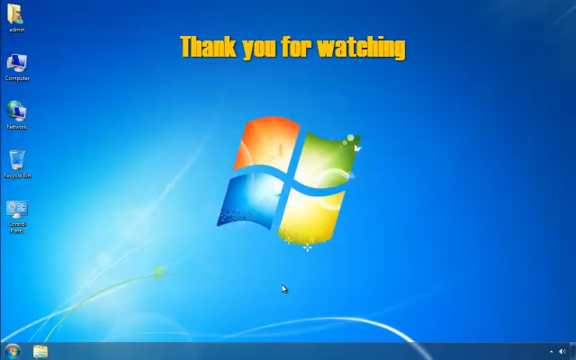 Thank you for watching
admin
Computer
Network
Recycle Bin
Control
Panel